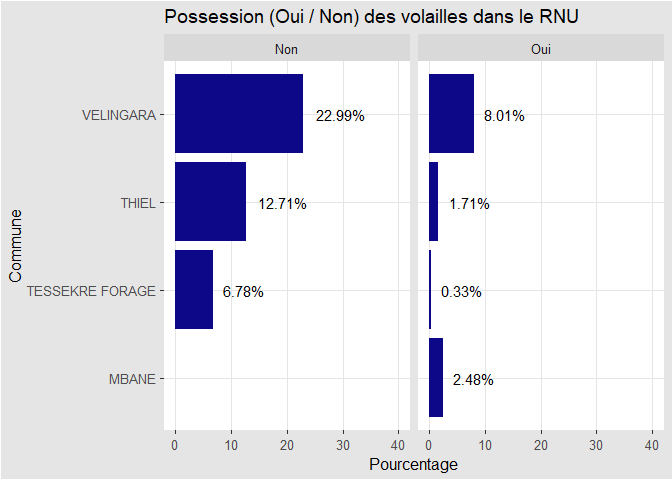 Possession (Oui / Non) des volailles dans le RNU
Non
Oui
Commune
VELINGARA
22.99%
8.01%
THIEL
12.71%
1.71%
TESSEKRE FORAGE
6.78%
0.33%
MBANE
2.48%
0 10 20 30 40
0 10 20 30 40
Pourcentage